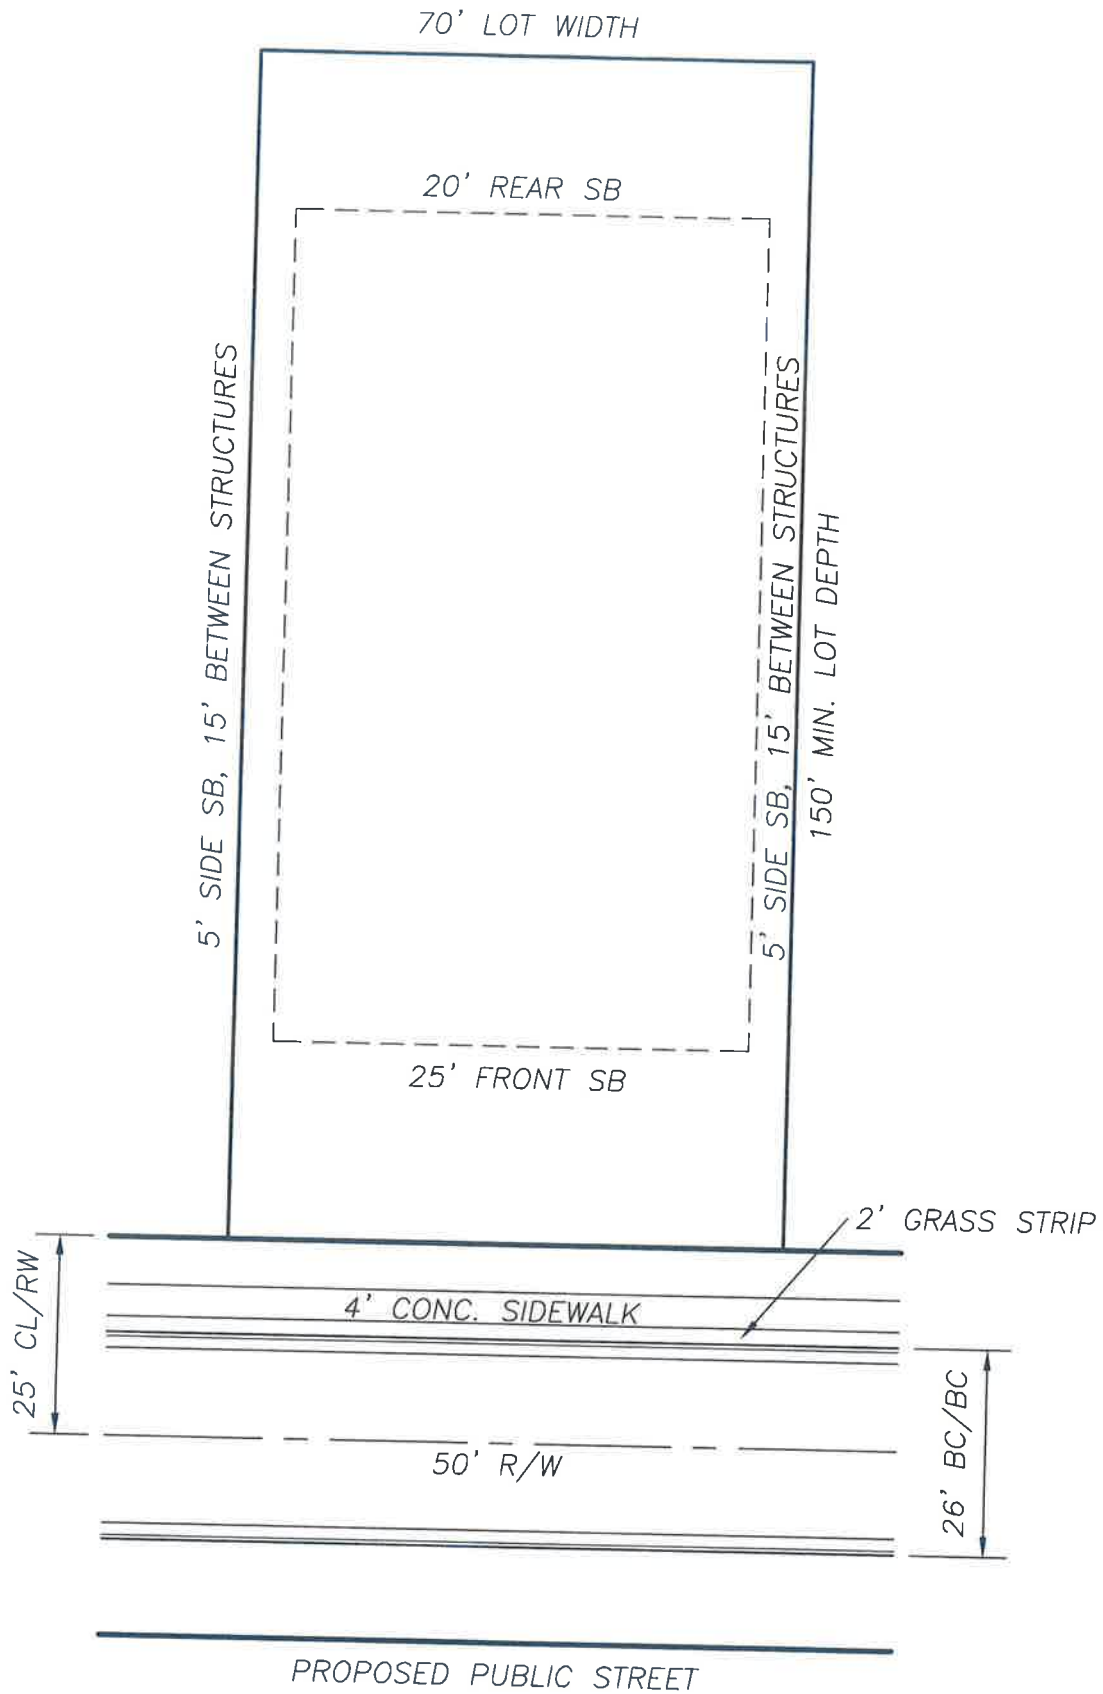 70' LOT WIDTH
20' REAR SB
5' SIDE SB, 15' BETWEEN STRUCTURES
5' SIDE SB, 15' BETWEEN STRUCTURES
150' MIN. LOT DEPTH
25' FRONT SB
2' GRASS STRIP
25' CL/RW
4' CONC. SIDEWALK
26' BC/BC
50' R/W
PROPOSED PUBLIC STREET